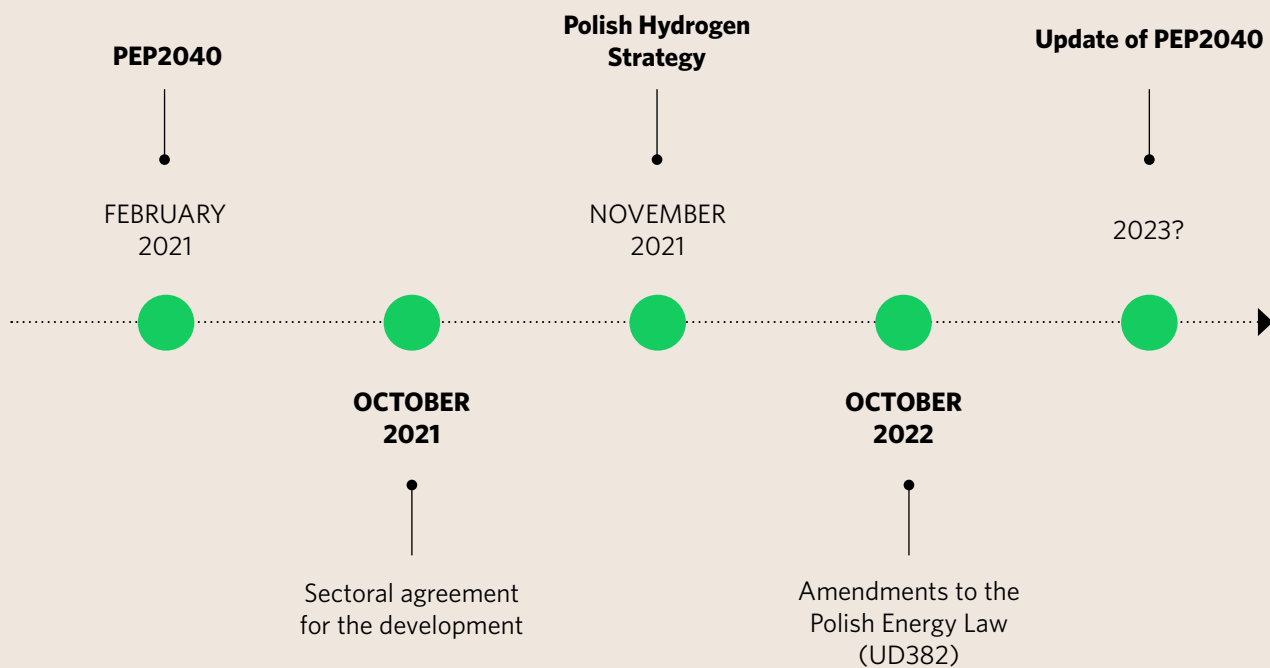 PEP2040
FEBRUARY
2021
OCTOBER
2021
Sectoral agreement
for the development
Polish Hydrogen
Strategy
NOVEMBER
2021
OCTOBER
2022
Amendments to the
Polish Energy Law
(UD382)
Update of PEP2040
2023?